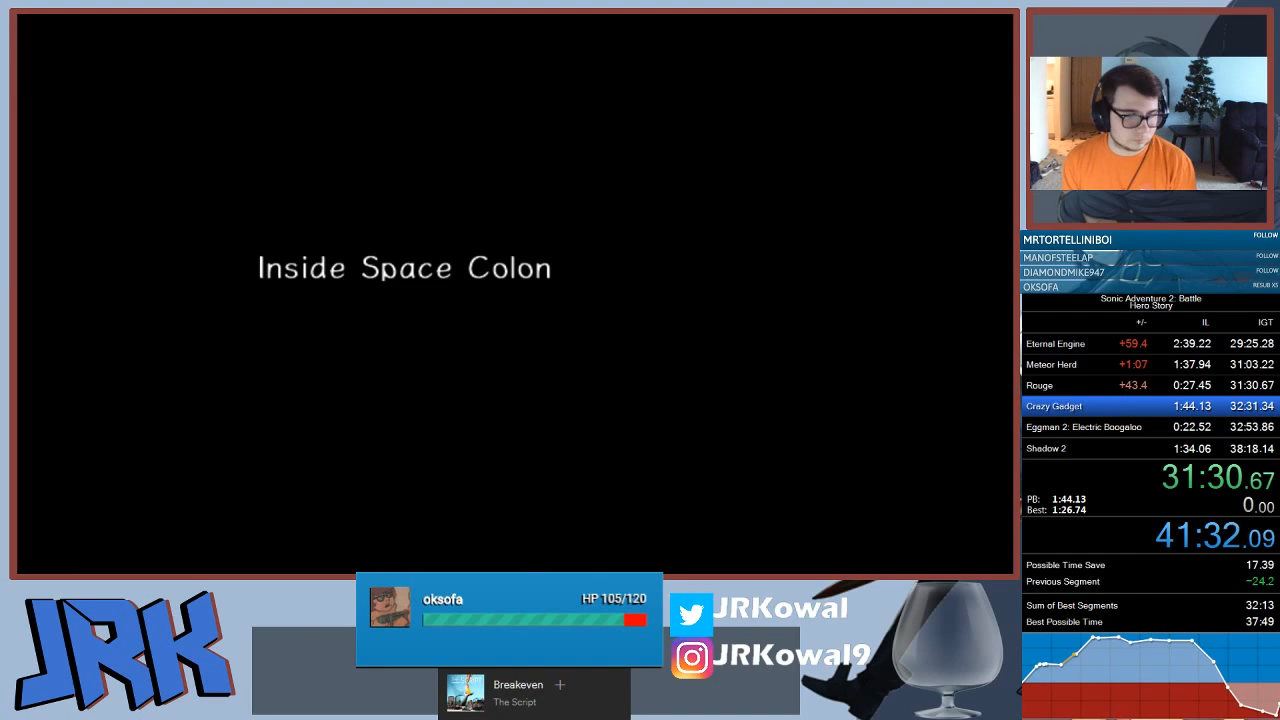 Inside Space Colon
MRTORTELLINIBOI FOLLOW
MANOFSTEELAP FOLLOW
DIAMONDMIKE947 FOLLOW
OKSOFA RESUB X5
Sonic Adventure 2: Battle
Hero Story
+/- IL IGT
Eternal Engine +59.4 2:39.22 29:25.28
Meteor Herd +1:07 1:37.94 31:03.22
Rouge +43.4 0:27.45 31:30.67
Crazy Gadget 1:44.13 32:31.34
Eggman 2: Electric Boogaloo 0:22.52 32:53.86
Shadow 2 1:34.06 38:18.14
31:30.67
PB: 1:44.13
Best: 1:26.74
0.00
41:32.09
Possible Time Save 17.39
Previous Segment −24.2
Sum of Best Segments 32:13
Best Possible Time 37:49
JRK
oksofa HP 105/120
JRKowal
JRKowal9
Breakeven
The Script